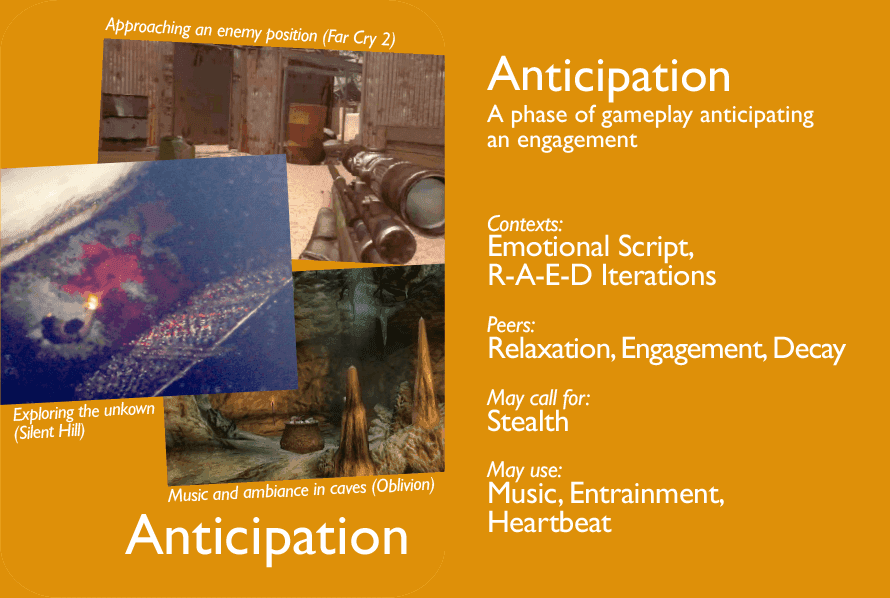 Approaching an enemy position (Far Cry 2)
Exploring the unkown
(Silent Hill)
Music and ambiance in caves (Oblivion)
Anticipation
Anticipation
A phase of gameplay anticipating
an engagement
Contexts:
Emotional Script,
R-A-E-D Iterations
Peers:
Relaxation, Engagement, Decay
May call for:
Stealth
May use:
Music, Entrainment,
Heartbeat